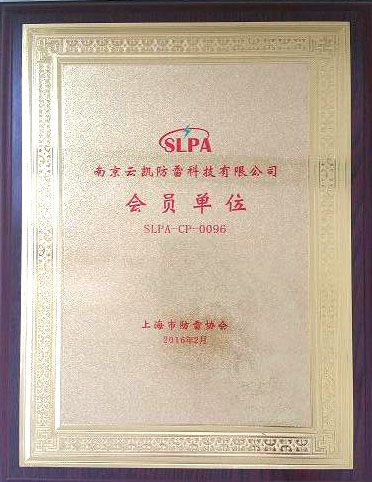 SLPA
南京云凯防雷科技有限公司
会员单位
SLPA-CP-0096
上海市防雷协会
2016年2月